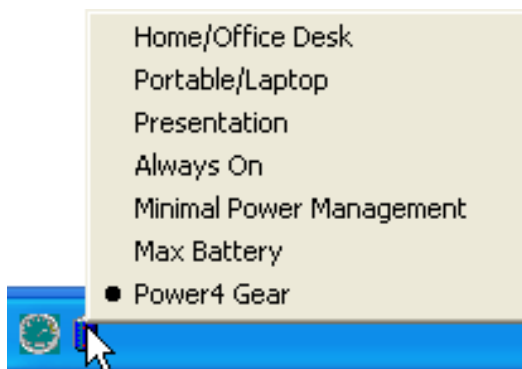 Home/Office Desk
Portable/Laptop
Presentation
Always On
Minimal Power Management
Max Battery
Power4 Gear